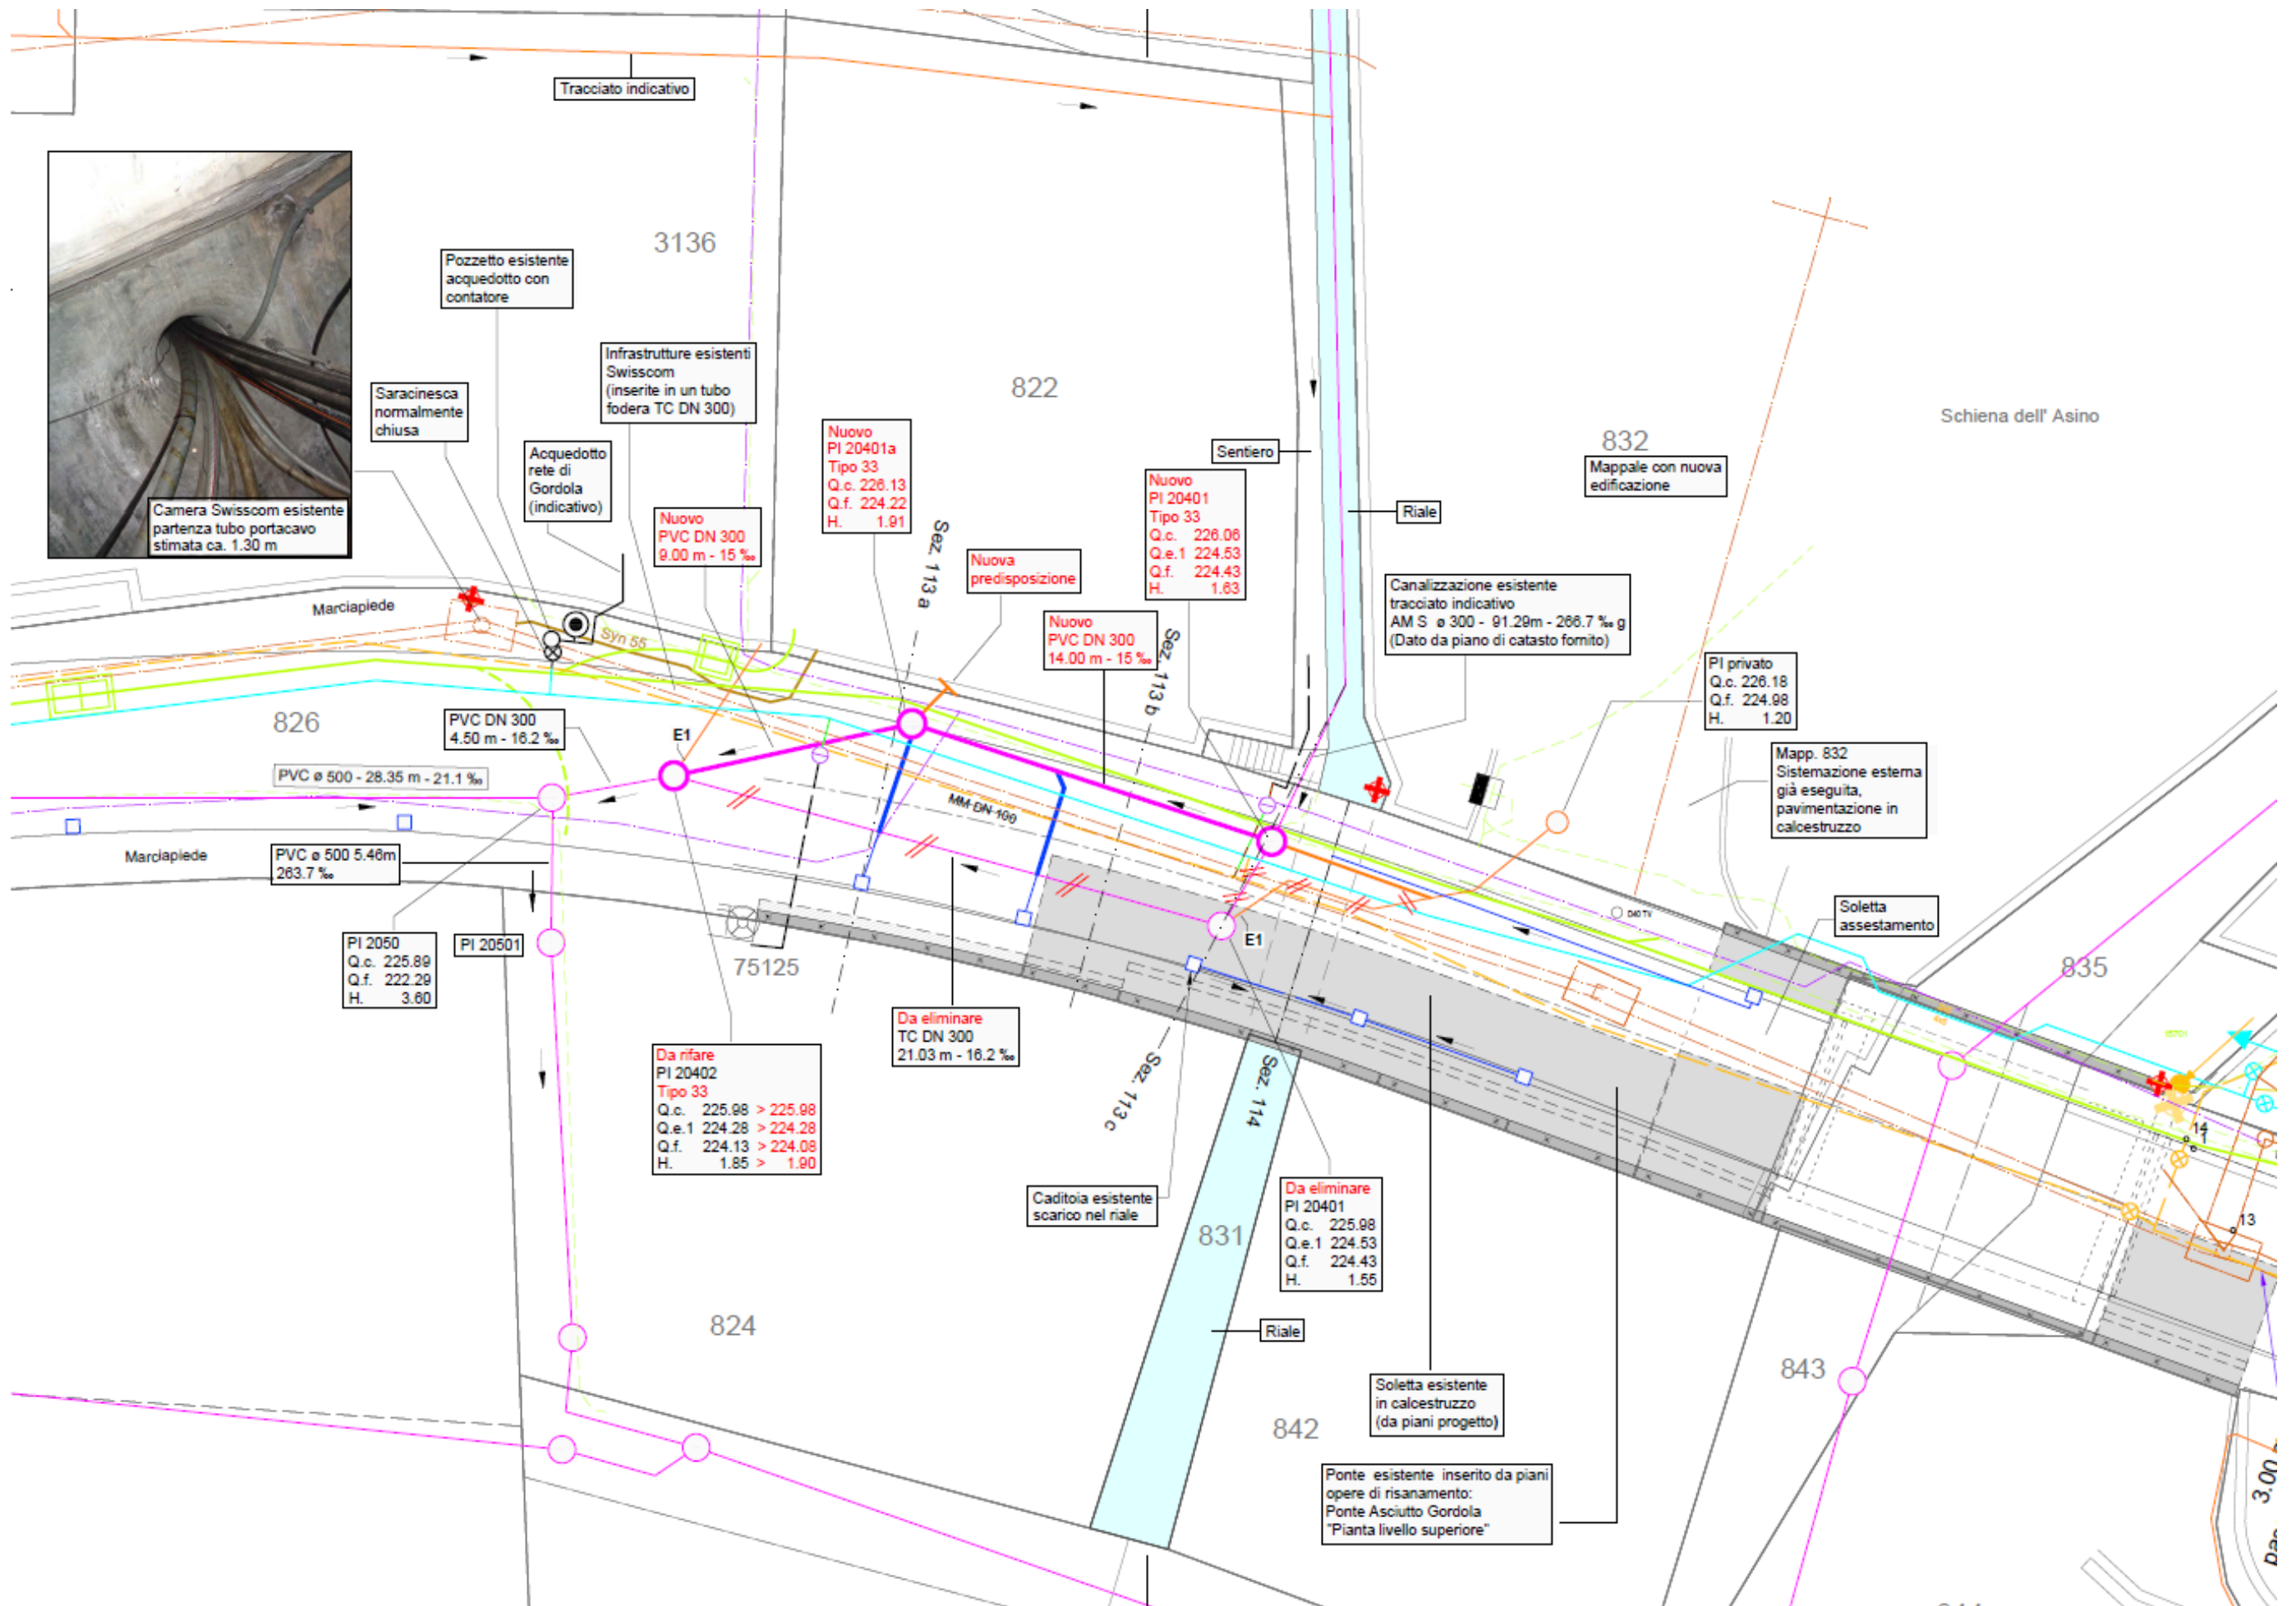 Tracciato indicativo
3136
Pozzetto esistente
acquedotto con
contatore
Infrastrutture esistenti
Swisscom
(inserite in un tubo
fodera TC DN 300)
822
Saracinesca
normalmente
chiusa
Schiena dell' Asino
832
Mappale con nuova
edificazione
Acquedotto
rete di
Gordola
(indicativo)
Nuovo
PI 20401a
Tipo 33
Q.c. 226.13
Q.f. 224.22
H. 1.91
Sentiero
Nuovo
PI 20401
Tipo 33
Q.c. 226.06
Q.e.1 224.53
Q.f. 224.43
H. 1.63
Riale
Camera Swisscom esistente
partenza tubo portacavo
stimata ca. 1.30 m
Nuovo
PVC DN 300
9.00 m - 15 ‰
Sez. 113 a
Nuova
predisposizione
Canalizzazione esistente
tracciato indicativo
AM S ø 300 - 91.29m - 266.7 ‰ g
(Dato da piano di catasto fornito)
Marciapiede
Syn 55
Nuovo
PVC DN 300
14.00 m - 15 ‰
Sez. 113 b
PI privato
Q.c. 226.18
Q.f. 224.98
H. 1.20
826
PVC DN 300
4.50 m - 16.2 ‰
E1
Mapp. 832
Sistemazione esterna
già eseguita,
pavimentazione in
calcestruzzo
PVC ø 500 - 28.35 m - 21.1 ‰
MM DN 100
Marciapiede
PVC ø 500 5.46m
263.7 ‰
D40 TV
Soletta
assestamento
PI 2050
Q.c. 225.89
Q.f. 222.29
H. 3.60
PI 20501
E1
75125
835
Da eliminare
TC DN 300
21.03 m - 16.2 ‰
Da rifare
PI 20402
Tipo 33
Q.c. 225.98 > 225.98
Q.e.1 224.28 > 224.28
Q.f. 224.13 > 224.08
H. 1.85 > 1.90
Sez. 113 c
Sez. 114
14
1
Caditoia esistente
scarico nel riale
Da eliminare
PI 20401
Q.c. 225.98
Q.e.1 224.53
Q.f. 224.43
H. 1.55
13
831
824
Riale
843
Soletta esistente
in calcestruzzo
(da piani progetto)
842
Ponte esistente inserito da piani
opere di risanamento:
Ponte Asciutto Gordola
"Pianta livello superiore"
3.00